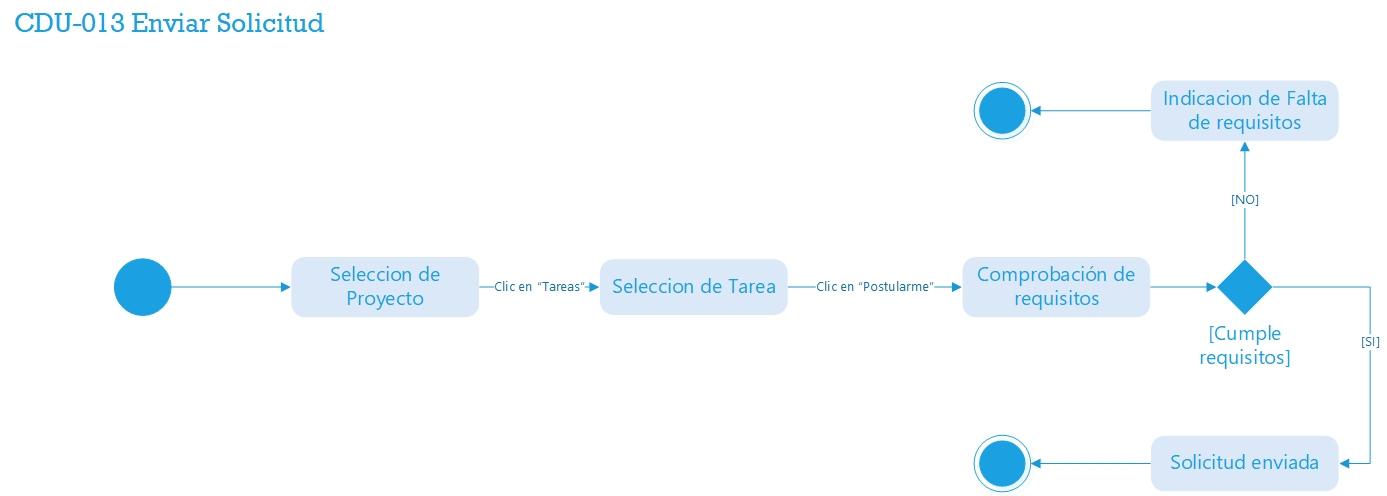 CDU-013 Enviar Solicitud
Indicacion de Falta
de requisitos
[NO]
Seleccion de
Proyecto
Clic en “Tareas”
Seleccion de Tarea
Clic en “Postularme”
Comprobación de
requisitos
[Cumple
requisitos]
[SI]
Solicitud enviada